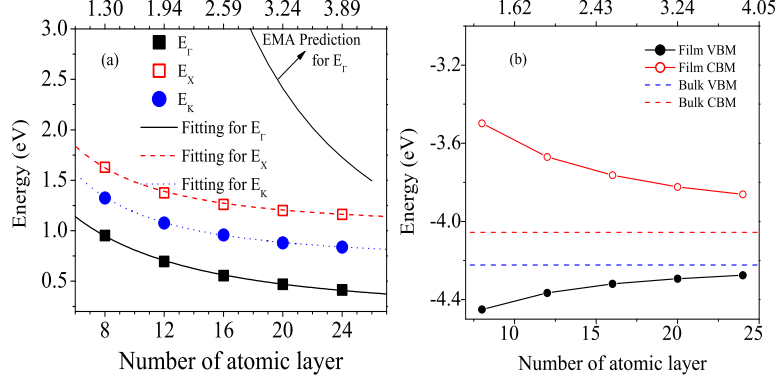 1.30 1.94 2.59 3.24 3.89
3.0
2.5
2.0
1.5
1.0
0.5
Energy (eV)
(a)
E_Γ
E_X
E_K
Fitting for E_Γ
Fitting for E_X
Fitting for E_K
EMA Prediction
for E_Γ
8 12 16 20 24
Number of atomic layer
1.62 2.43 3.24 4.05
-3.2
-3.6
-4.0
-4.4
Energy (eV)
(b)
Film VBM
Film CBM
Bulk VBM
Bulk CBM
10 15 20 25
Number of atomic layer